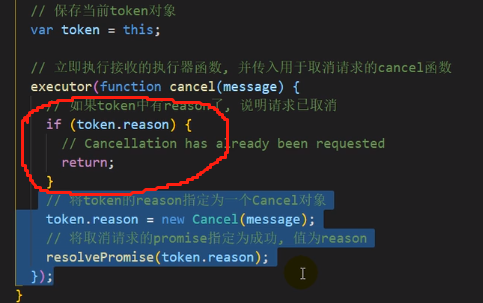 // 保存当前token对象
var token = this;
// 立即执行接收的执行器函数, 并传入用于取消请求的cancel函数
executor(function cancel(message) {
// 如果token中有reason了, 说明请求已取消
if (token.reason) {
// Cancellation has already been requested
return;
}
// 将token的reason指定为一个Cancel对象
token.reason = new Cancel(message);
// 将取消请求的promise指定为成功, 值为reason
resolvePromise(token.reason);
});
}